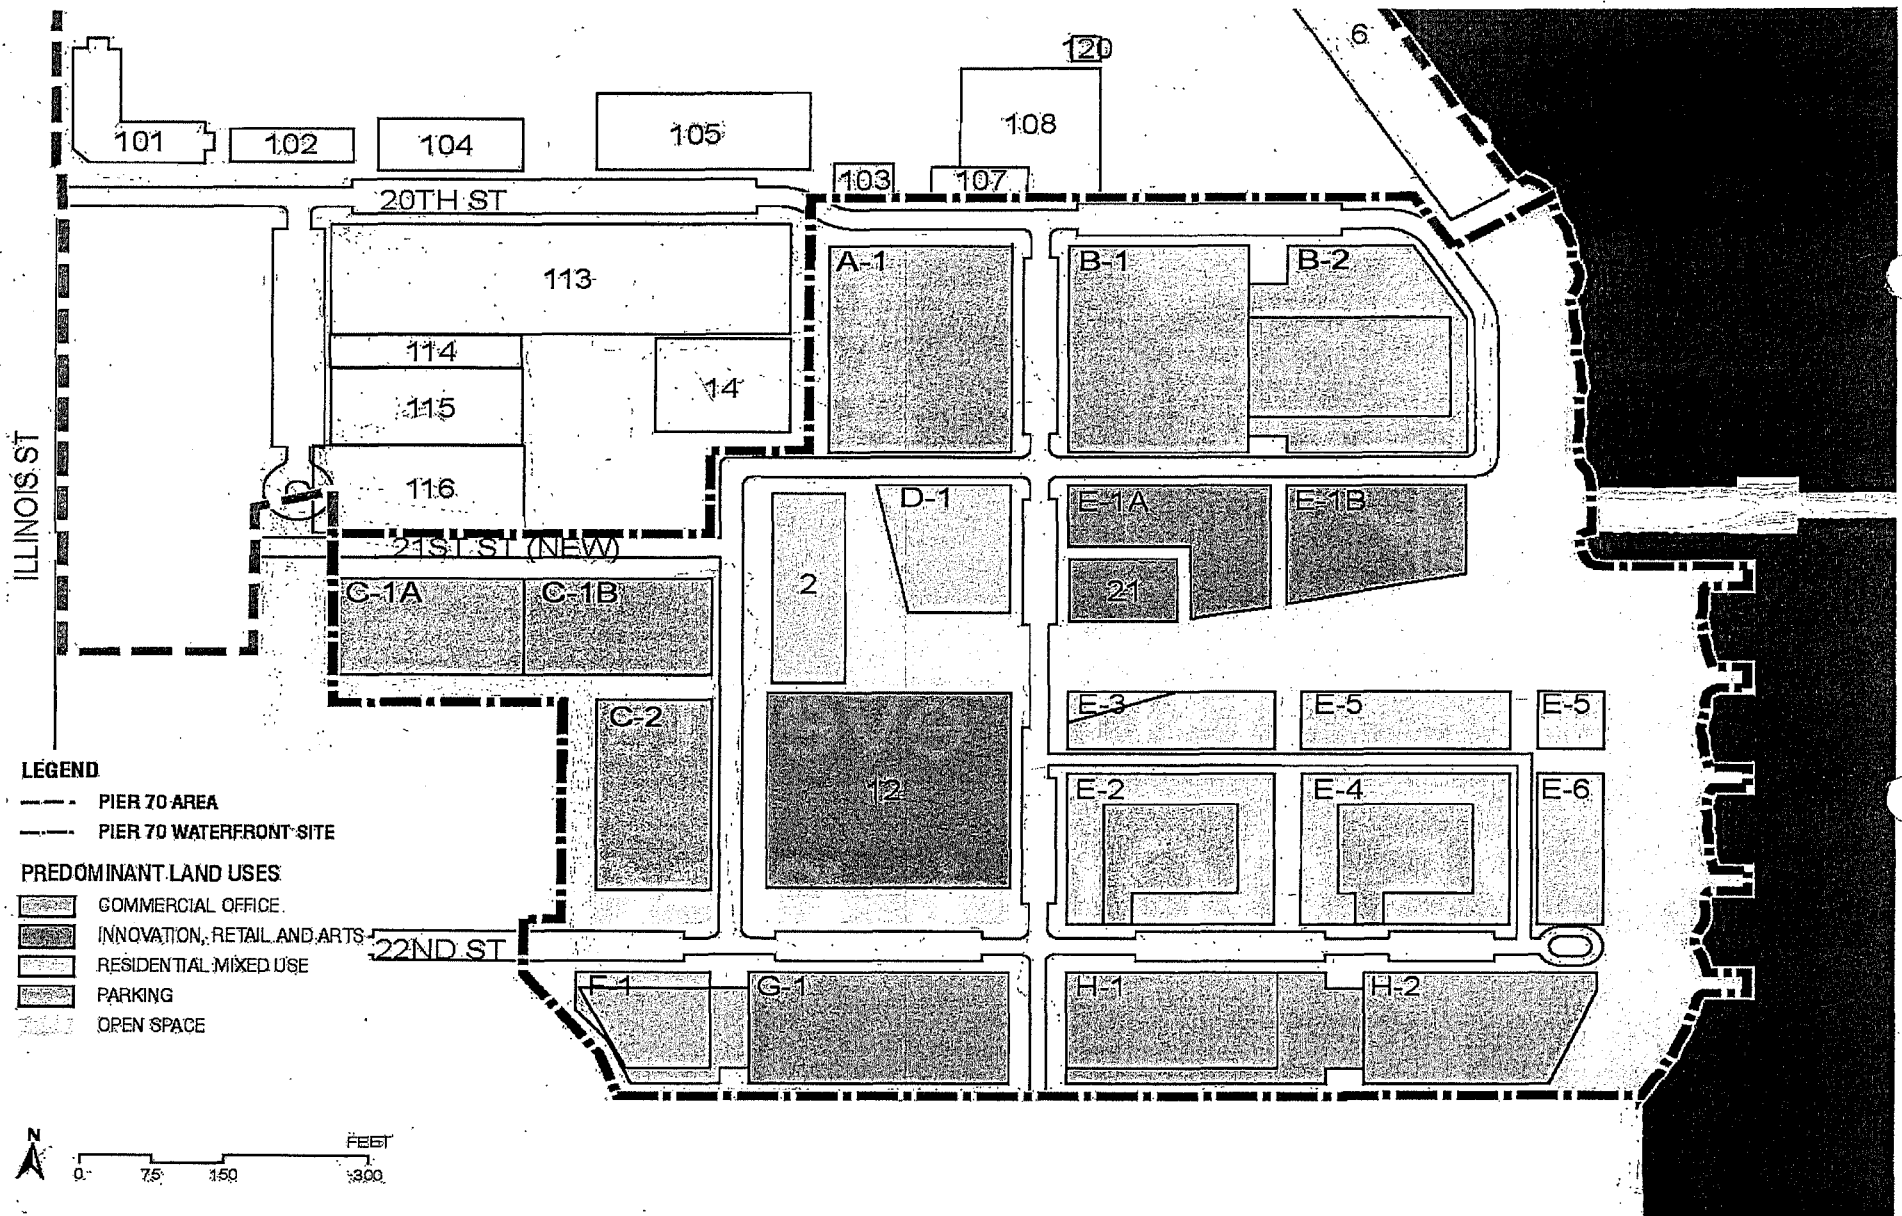 6
120
101
102
104
105
108
103
107
20TH ST
A-1
B-1
B-2
113
114
115
14
116
ILLINOIS ST
D-1
E-1A
E-1B
21ST ST (NEW)
2
21
C-1A
C-1B
C-2
E-3
E-5
E-5
12
E-2
E-4
E-6
22ND ST
F-1
G-1
H-1
H-2
LEGEND
PIER 70 AREA
PIER 70 WATERFRONT SITE
PREDOMINANT LAND USES
COMMERCIAL OFFICE
INNOVATION, RETAIL AND ARTS
RESIDENTIAL MIXED USE
PARKING
OPEN SPACE
N
FEET
0 75 150 300